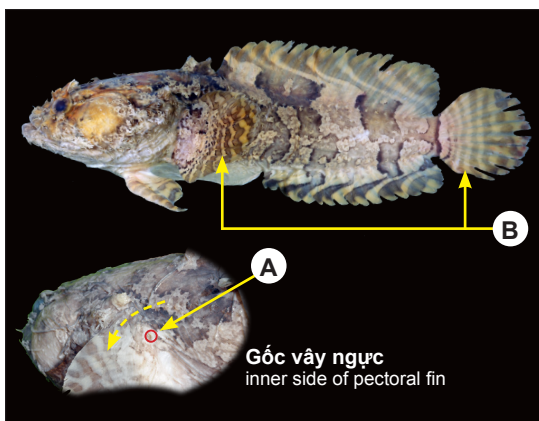 B
A
Gốc vây ngực
inner side of pectoral fin